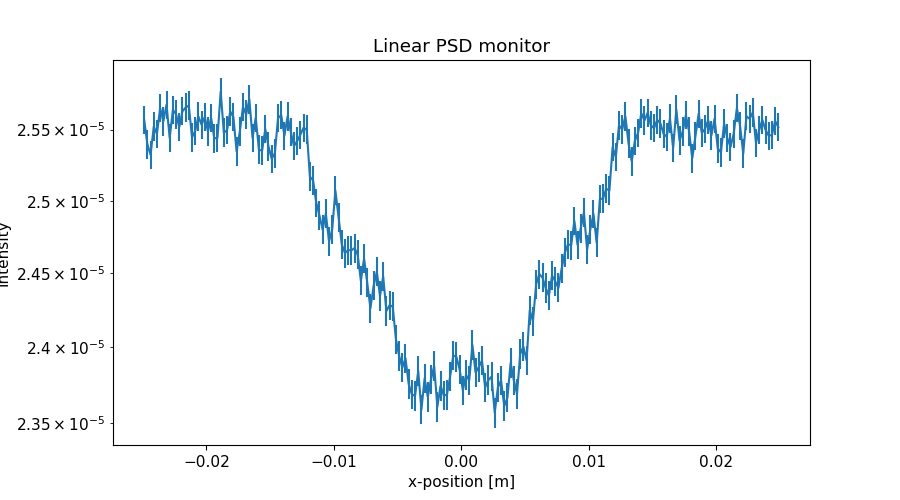 Linear PSD monitor
Intensity
2.55 × 10⁻⁵
2.5 × 10⁻⁵
2.45 × 10⁻⁵
2.4 × 10⁻⁵
2.35 × 10⁻⁵
−0.02 −0.01 0.00 0.01 0.02
x-position [m]